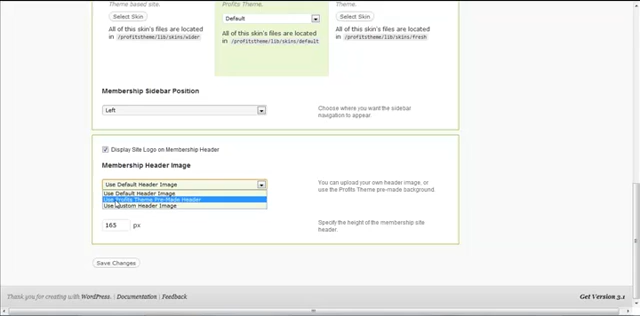 Theme based site.
Profits Theme.
Theme.
Select Skin
Default
Select Skin
All of this skin's files are located
in /profitstheme/lib/skins/wider
All of this skin's files are located
in /profitstheme/lib/skins/default
All of this skin's files are located
in /profitstheme/lib/skins/fresh
Membership Sidebar Position
Left
Choose where you want the sidebar
navigation to appear.
Display Site Logo on Membership Header
Membership Header Image
Use Default Header Image
Use Default Header Image
Use Profits Theme Pre-Made Header
Use Custom Header Image
You can upload your own header image, or
use the Profits Theme pre-made background.
165 px
Specify the height of the membership site
header.
Save Changes
Thank you for creating with WordPress. | Documentation | Feedback
Get Version 3.1